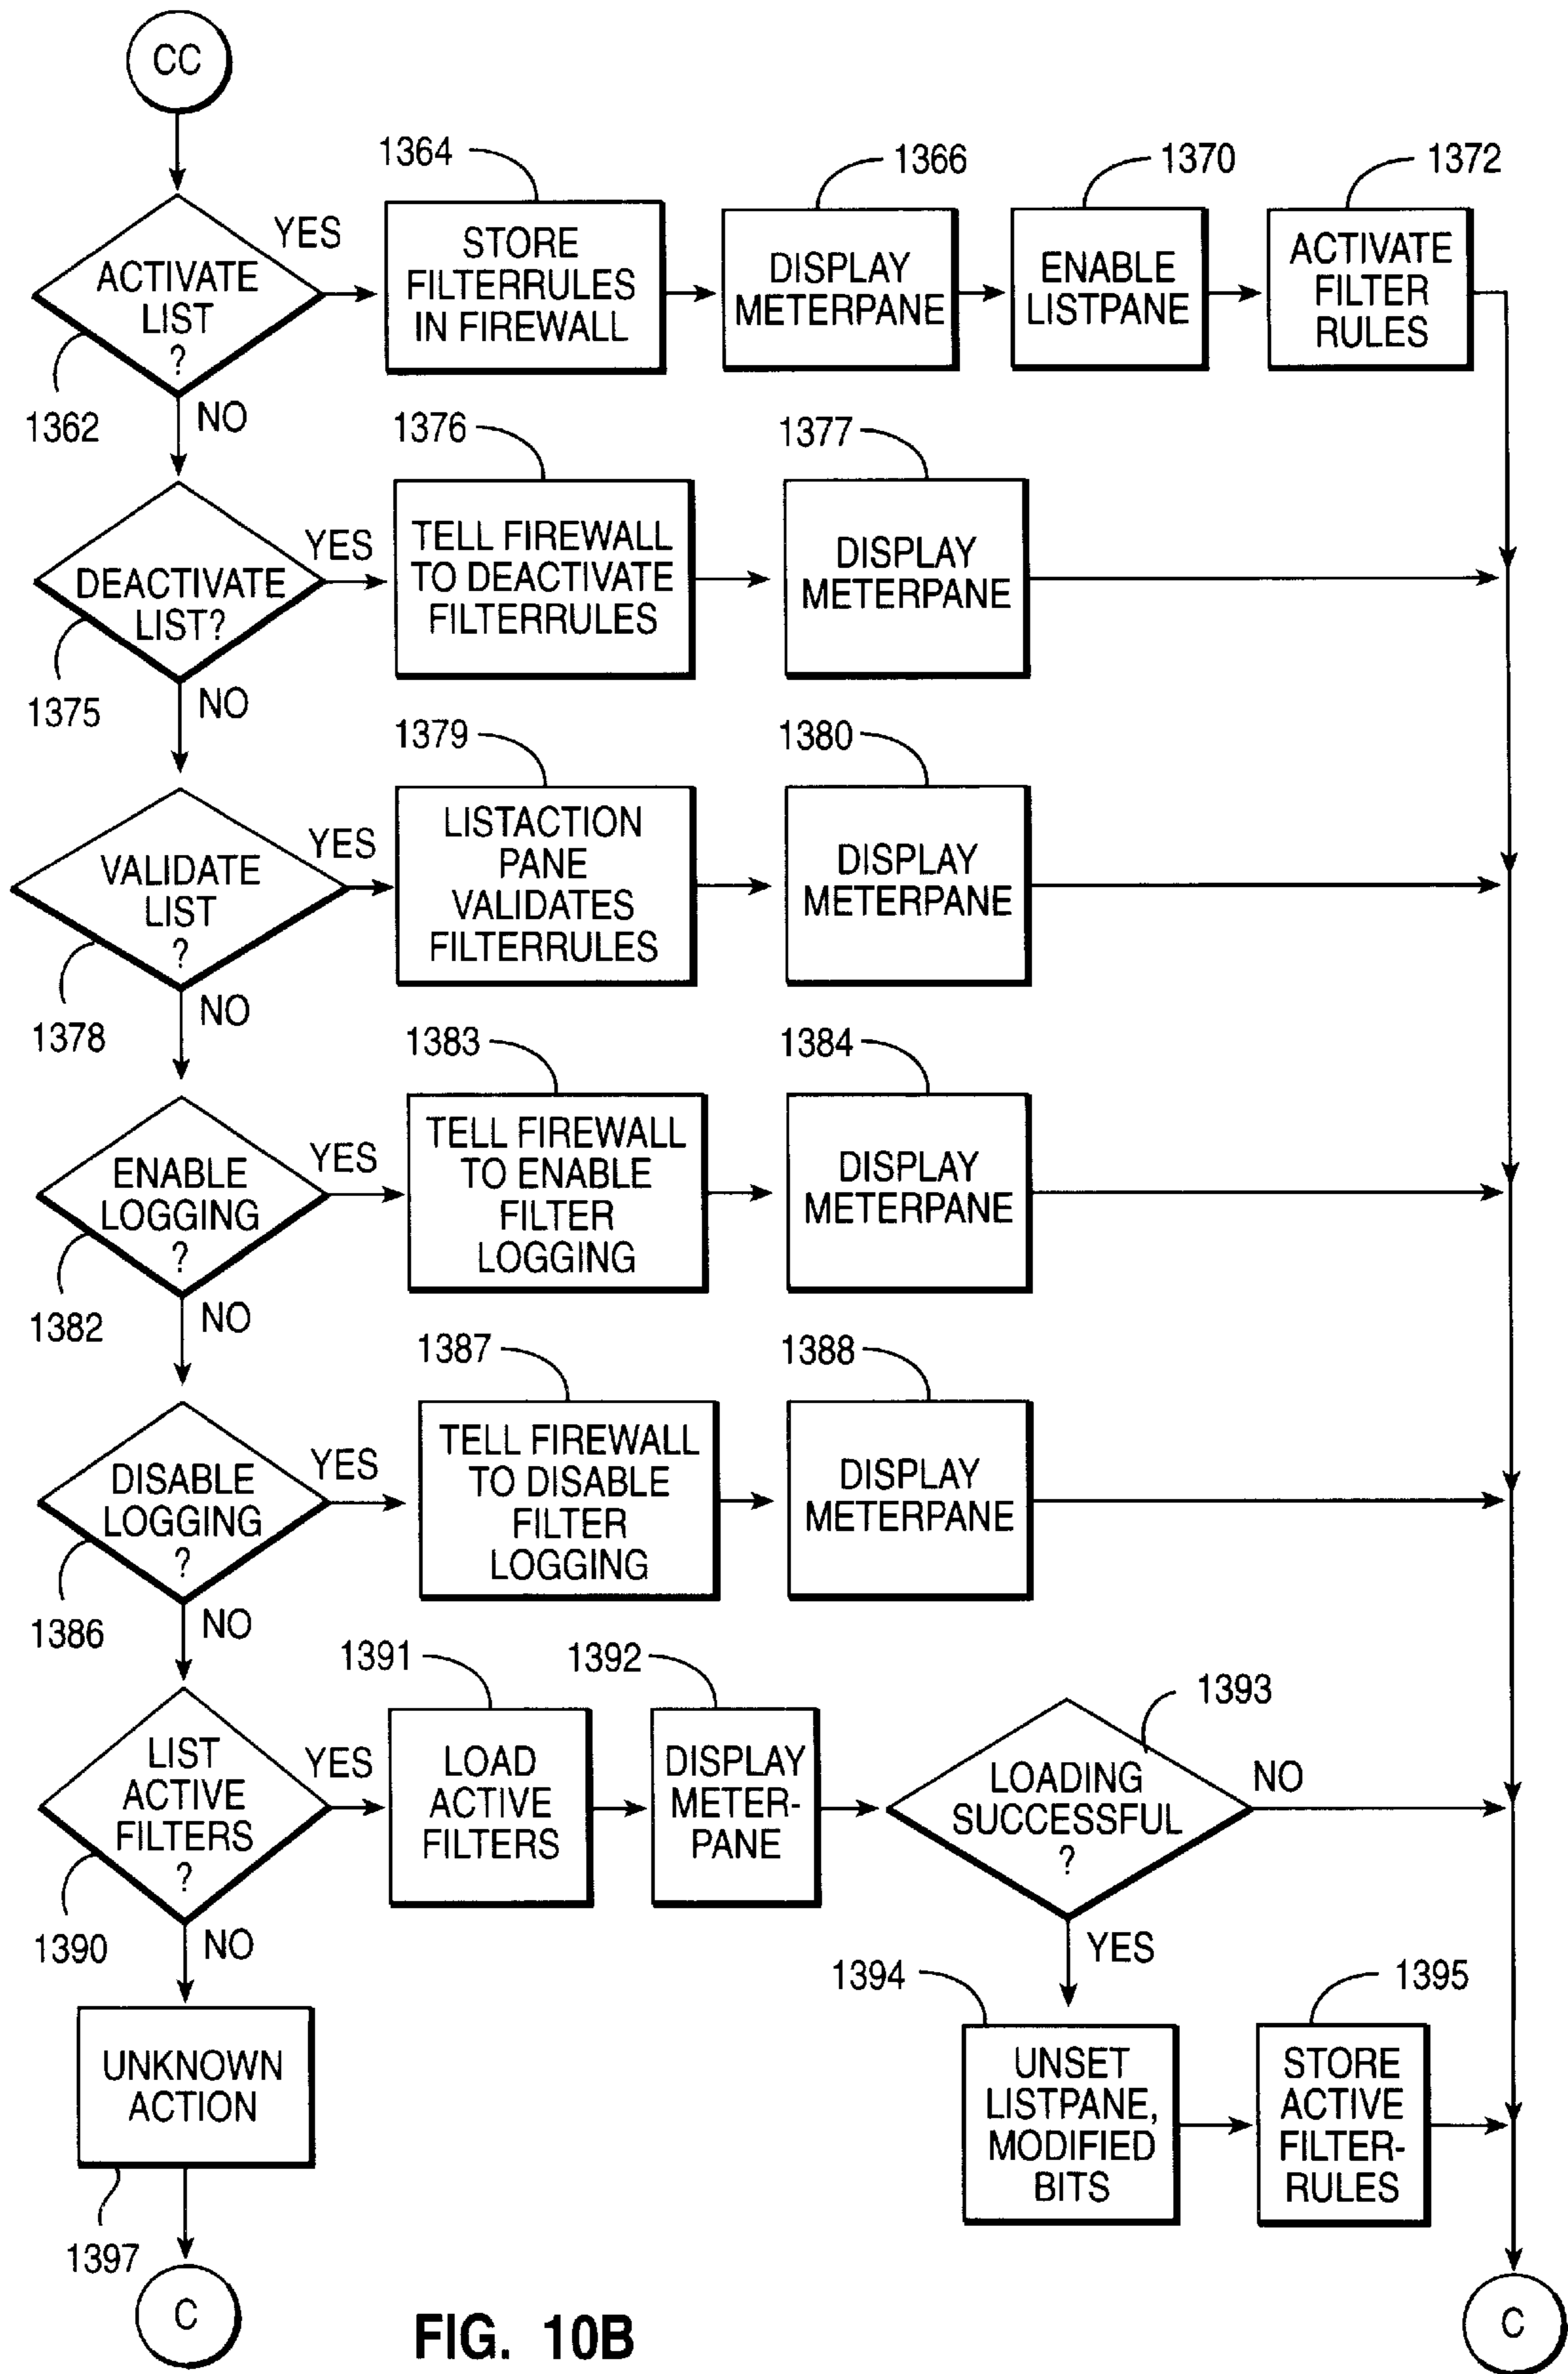 CC
1364
1366
1370
1372
YES
ACTIVATE
LIST
?
STORE
FILTERRULES
IN FIREWALL
DISPLAY
METERPANE
ENABLE
LISTPANE
ACTIVATE
FILTER
RULES
1362
NO
1376
1377
YES
DEACTIVATE
LIST?
TELL FIREWALL
TO DEACTIVATE
FILTERRULES
DISPLAY
METERPANE
1375
NO
1379
1380
YES
VALIDATE
LIST
?
LISTACTION
PANE
VALIDATES
FILTERRULES
DISPLAY
METERPANE
1378
NO
1383
1384
YES
ENABLE
LOGGING
?
TELL FIREWALL
TO ENABLE
FILTER
LOGGING
DISPLAY
METERPANE
1382
NO
1387
1388
YES
DISABLE
LOGGING
?
TELL FIREWALL
TO DISABLE
FILTER
LOGGING
DISPLAY
METERPANE
1386
NO
1391
1392
1393
YES
LIST
ACTIVE
FILTERS
?
LOAD
ACTIVE
FILTERS
DISPLAY
METER-
PANE
LOADING
SUCCESSFUL
?
NO
1390
NO
YES
1394
1395
UNKNOWN
ACTION
UNSET
LISTPANE,
MODIFIED
BITS
STORE
ACTIVE
FILTER-
RULES
1397
C
C
FIG. 10B